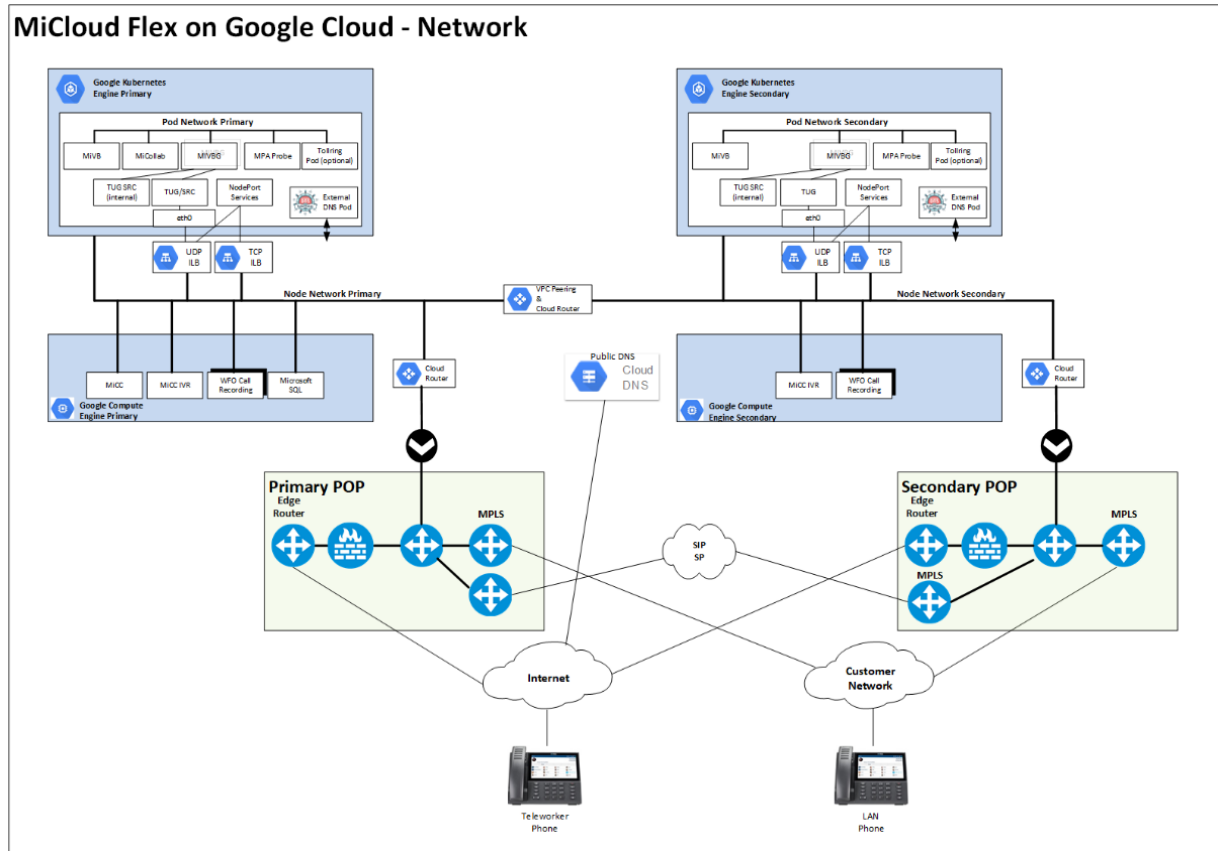 MiCloud Flex on Google Cloud - Network
Google Kubernetes
Engine Primary
Pod Network Primary
MiVB
MiCollab
MIVBG
MPA Probe
Tollring
Pod (optional)
TUG SRC
(internal)
TUG/SRC
NodePort
Services
eth0
External
DNS Pod
UDP
ILB
TCP
ILB
Node Network Primary
Google Kubernetes
Engine Secondary
Pod Network Secondary
MiVB
MIVBG
MPA Probe
Tollring
Pod (optional)
TUG SRC
(internal)
TUG
NodePort
Services
eth0
External
DNS Pod
UDP
ILB
TCP
ILB
Node Network Secondary
VPC Peering
&
Cloud Router
MiCC
MiCC IVR
WFO Call
Recording
Microsoft
SQL
Google Compute
Engine Primary
Cloud
Router
Public DNS
Cloud
DNS
MiCC IVR
WFO Call
Recording
Google Compute
Engine Secondary
Cloud
Router
Primary POP
Edge
Router
MPLS
SIP
SP
Secondary POP
Edge
Router
MPLS
MPLS
Internet
Customer
Network
Teleworker
Phone
LAN
Phone